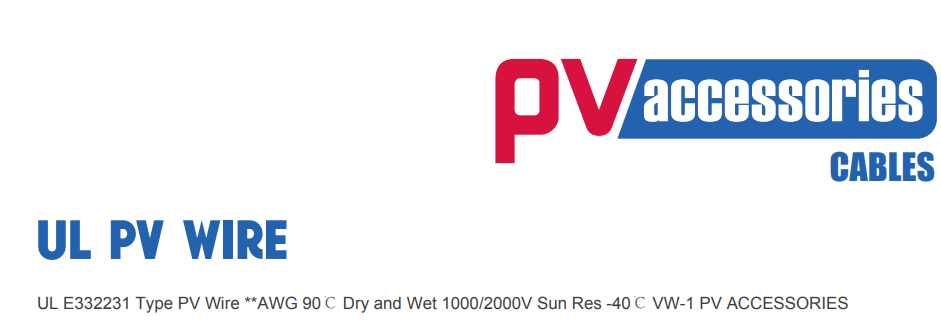 PV accessories
CABLES
UL PV WIRE
UL E332231 Type PV Wire **AWG 90℃ Dry and Wet 1000/2000V Sun Res -40℃ VW-1 PV ACCESSORIES